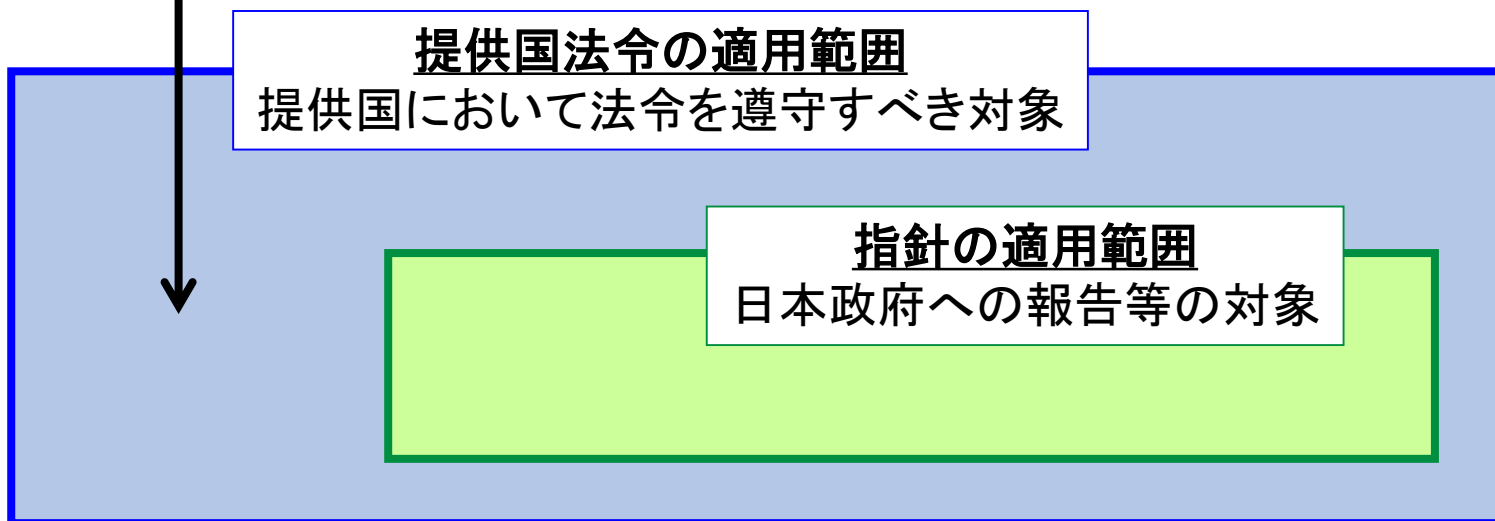 提供国法令の適用範囲
提供国において法令を遵守すべき対象
指針の適用範囲
日本政府への報告等の対象